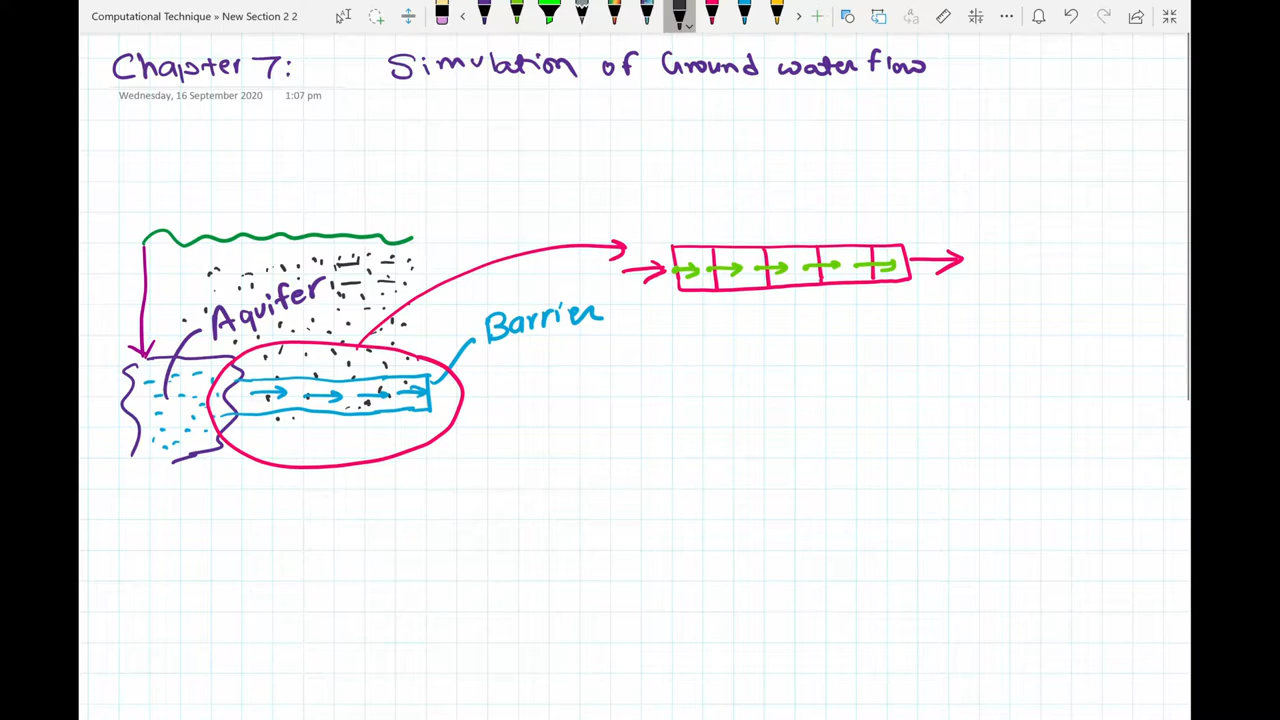 Computational Technique » New Section 2 2
Chapter 7: Simulation of Ground water flow
Wednesday, 16 September 2020 1:07 pm
Aquifer
Barrier